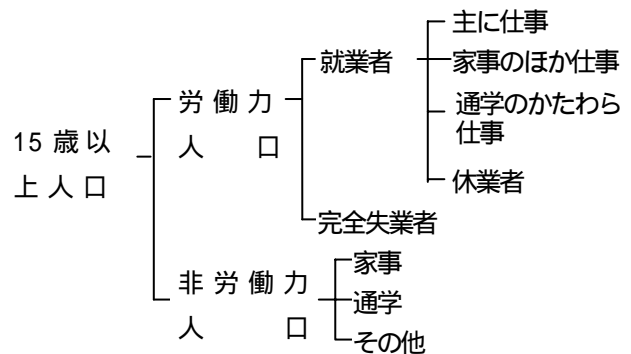 15歳以
上人口
労働力
人口
就業者
主に仕事
家事のほか仕事
通学のかたわら
仕事
休業者
完全失業者
非労働力
人口
家事
通学
その他